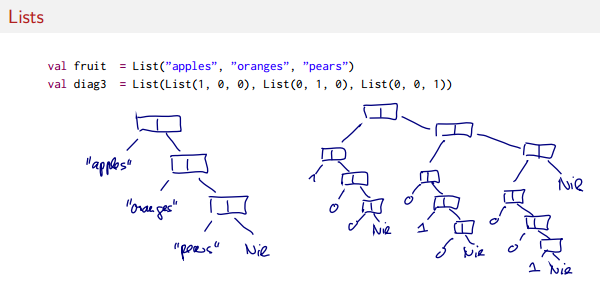 Lists
val fruit = List("apples", "oranges", "pears")
val diag3 = List(List(1, 0, 0), List(0, 1, 0), List(0, 0, 1))
"apples"
"oranges"
"pears" Nil
1
0
0 Nil
0
1
0 Nil
Nil
0
0
1 Nil